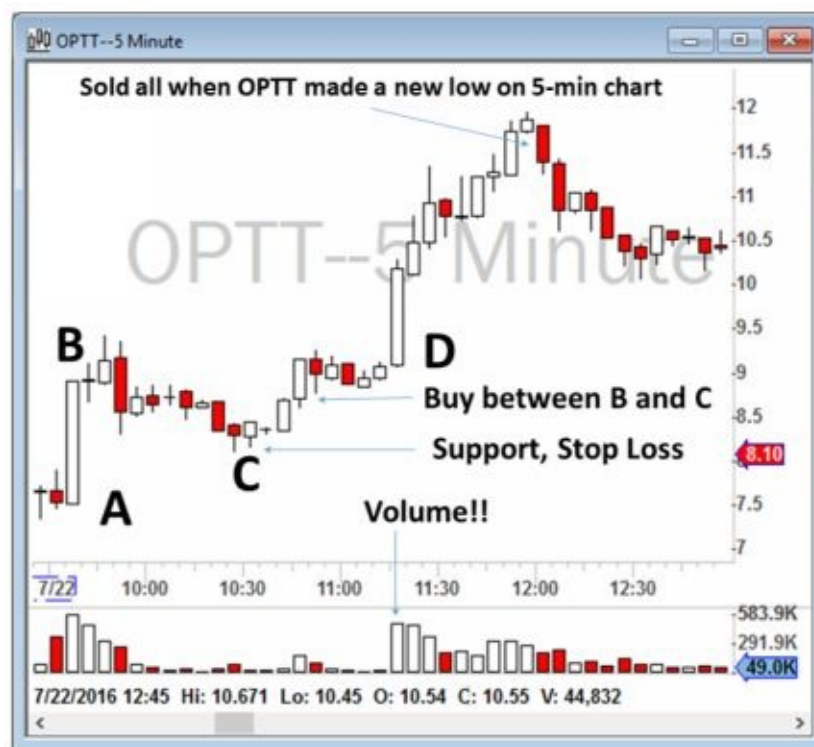 OPTT--5 Minute
Sold all when OPTT made a new low on 5-min chart
12
11.5
11
10.5
10
9.5
9
8.5
8.10
7.5
7
OPTT--5 Minute
B
D
Buy between B and C
C
Support, Stop Loss
A
Volume!!
7/22 10:00 10:30 11:00 11:30 12:00 12:30
583.9K
291.9K
49.0K
7/22/2016 12:45 Hi: 10.671 Lo: 10.45 O: 10.54 C: 10.55 V: 44,832